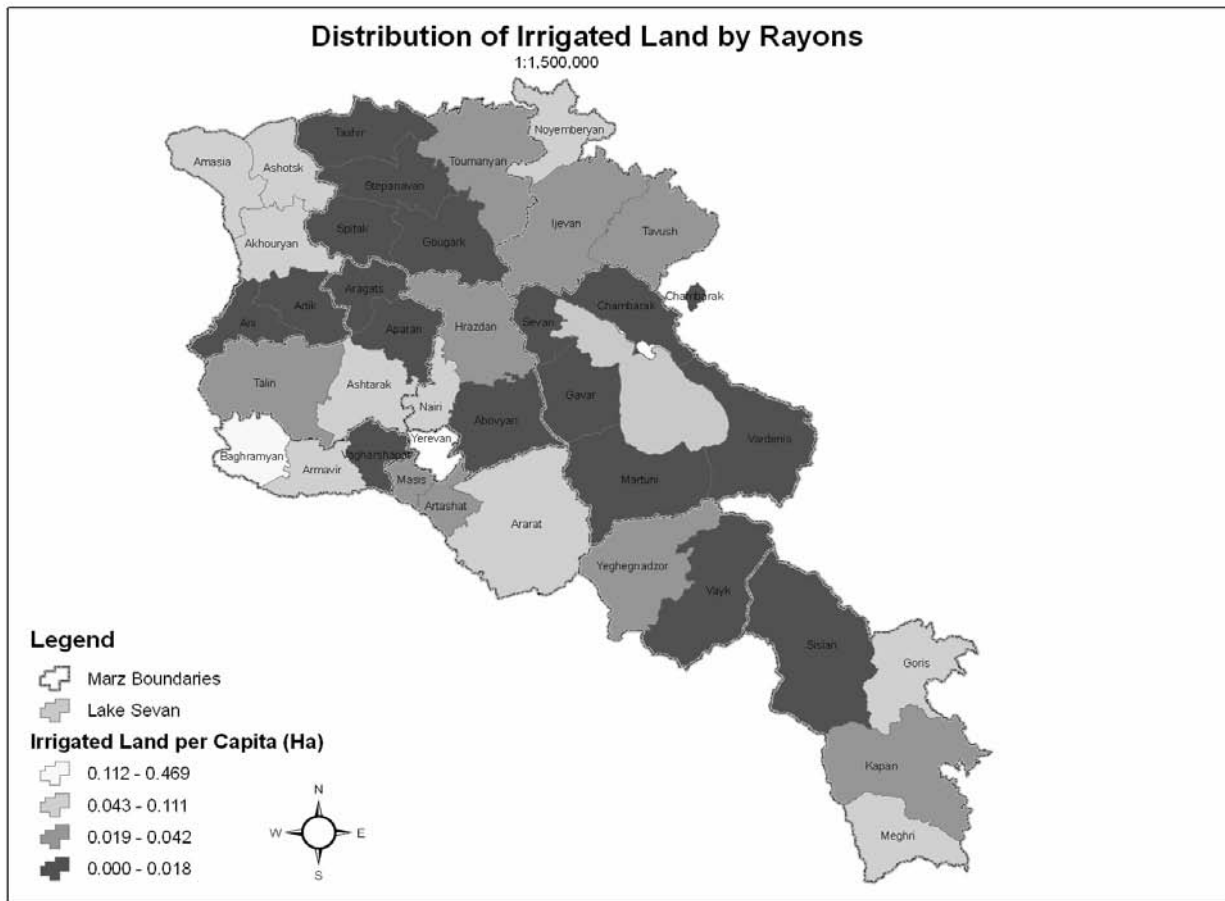 Distribution of Irrigated Land by Rayons
1:1,500,000
Noyemberyan
Tashir
Toumanyan
Amasia
Ashotsk
Stepanavan
Ijevan
Tavush
Spitak
Gougark
Akhouryan
Aragats
Chambarak
Chambarak
Artik
Ani
Aparan
Hrazdan
Sevan
Talin
Ashtarak
Nairi
Gavar
Abovyan
Yerevan
Vardenis
Baghramyan
Armavir
Vagharshapat
Masis
Martuni
Artashat
Ararat
Yeghegnadzor
Vayk
Sisian
Goris
Kapan
Meghri
Legend
Marz Boundaries
Lake Sevan
Irrigated Land per Capita (Ha)
0.112 - 0.469
0.043 - 0.111
0.019 - 0.042
0.000 - 0.018
N
W E
S